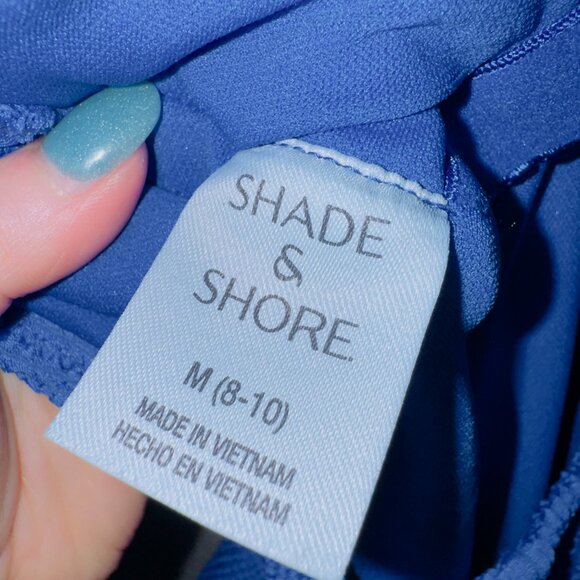 SHADE
&
SHORE
M (8-10)
MADE IN VIETNAM
HECHO EN VIETNAM